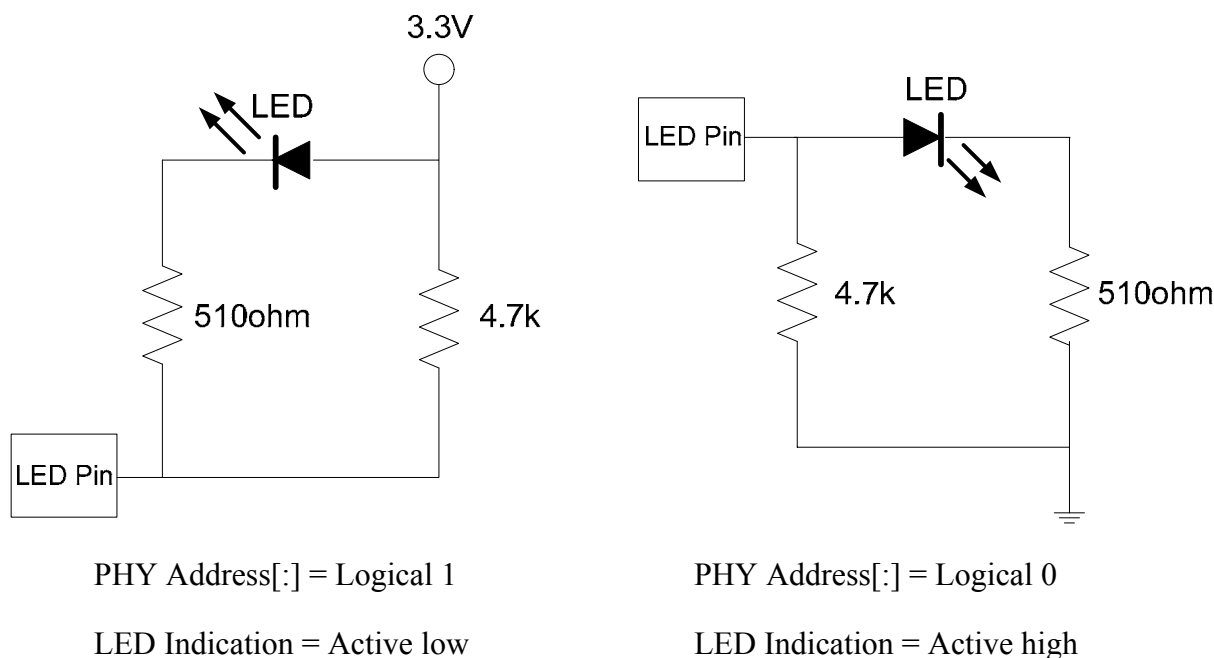 3.3V
LED
510ohm
4.7k
LED Pin
PHY Address[:] = Logical 1
LED Indication = Active low
LED
LED Pin
4.7k
510ohm
PHY Address[:] = Logical 0
LED Indication = Active high